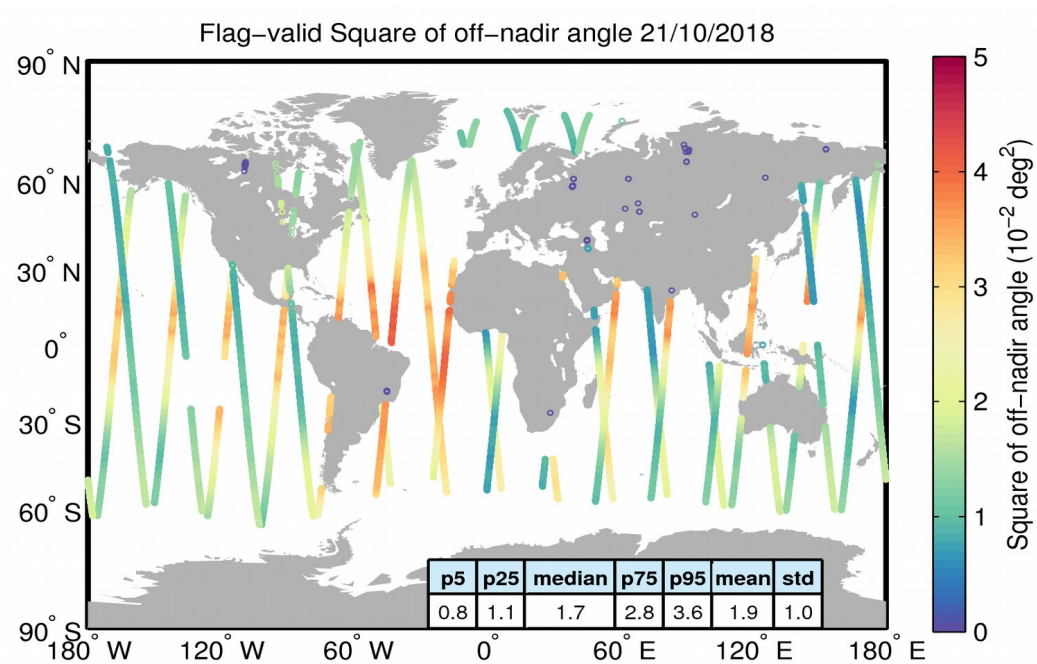 Flag−valid Square of off−nadir angle 21/10/2018
90° N
60° N
30° N
0°
30° S
60° S
90° S
180° W
120° W
60° W
0°
60° E
120° E
180° E
p5 p25 median p75 p95 mean std
0.8 1.1 1.7 2.8 3.6 1.9 1.0
5
4
3
2
1
0
Square of off−nadir angle (10⁻² deg²)